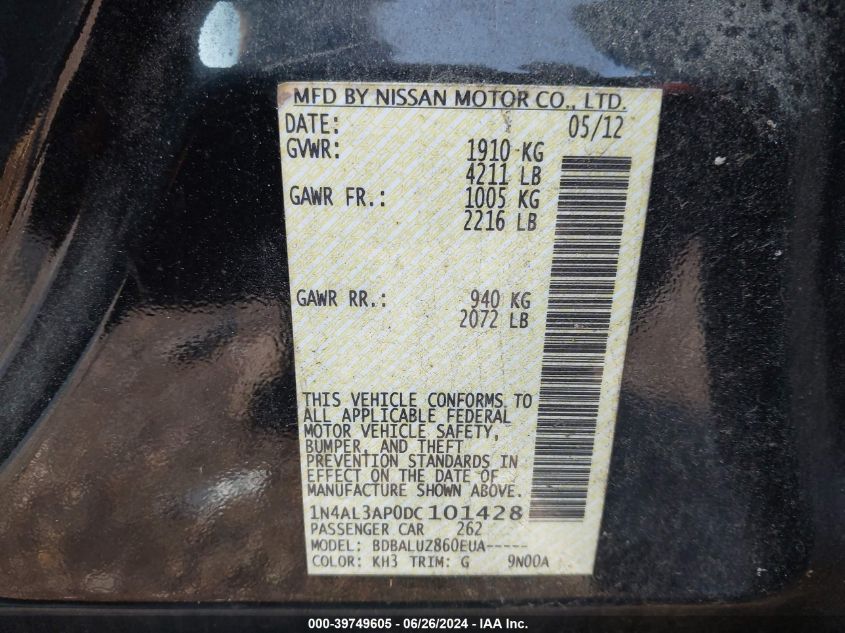 MFD BY NISSAN MOTOR CO., LTD.
DATE: 05/12
GVWR: 1910 KG
4211 LB
GAWR FR.: 1005 KG
2216 LB
GAWR RR.: 940 KG
2072 LB
THIS VEHICLE CONFORMS TO
ALL APPLICABLE FEDERAL
MOTOR VEHICLE SAFETY,
BUMPER, AND THEFT
PREVENTION STANDARDS IN
EFFECT ON THE DATE OF
MANUFACTURE SHOWN ABOVE.
1N4AL3AP0DC101428
PASSENGER CAR 262
MODEL: BDBALUZ860EUA-----
COLOR: KH3 TRIM: G 9N00A
000-39749605 - 06/26/2024 - IAA Inc.